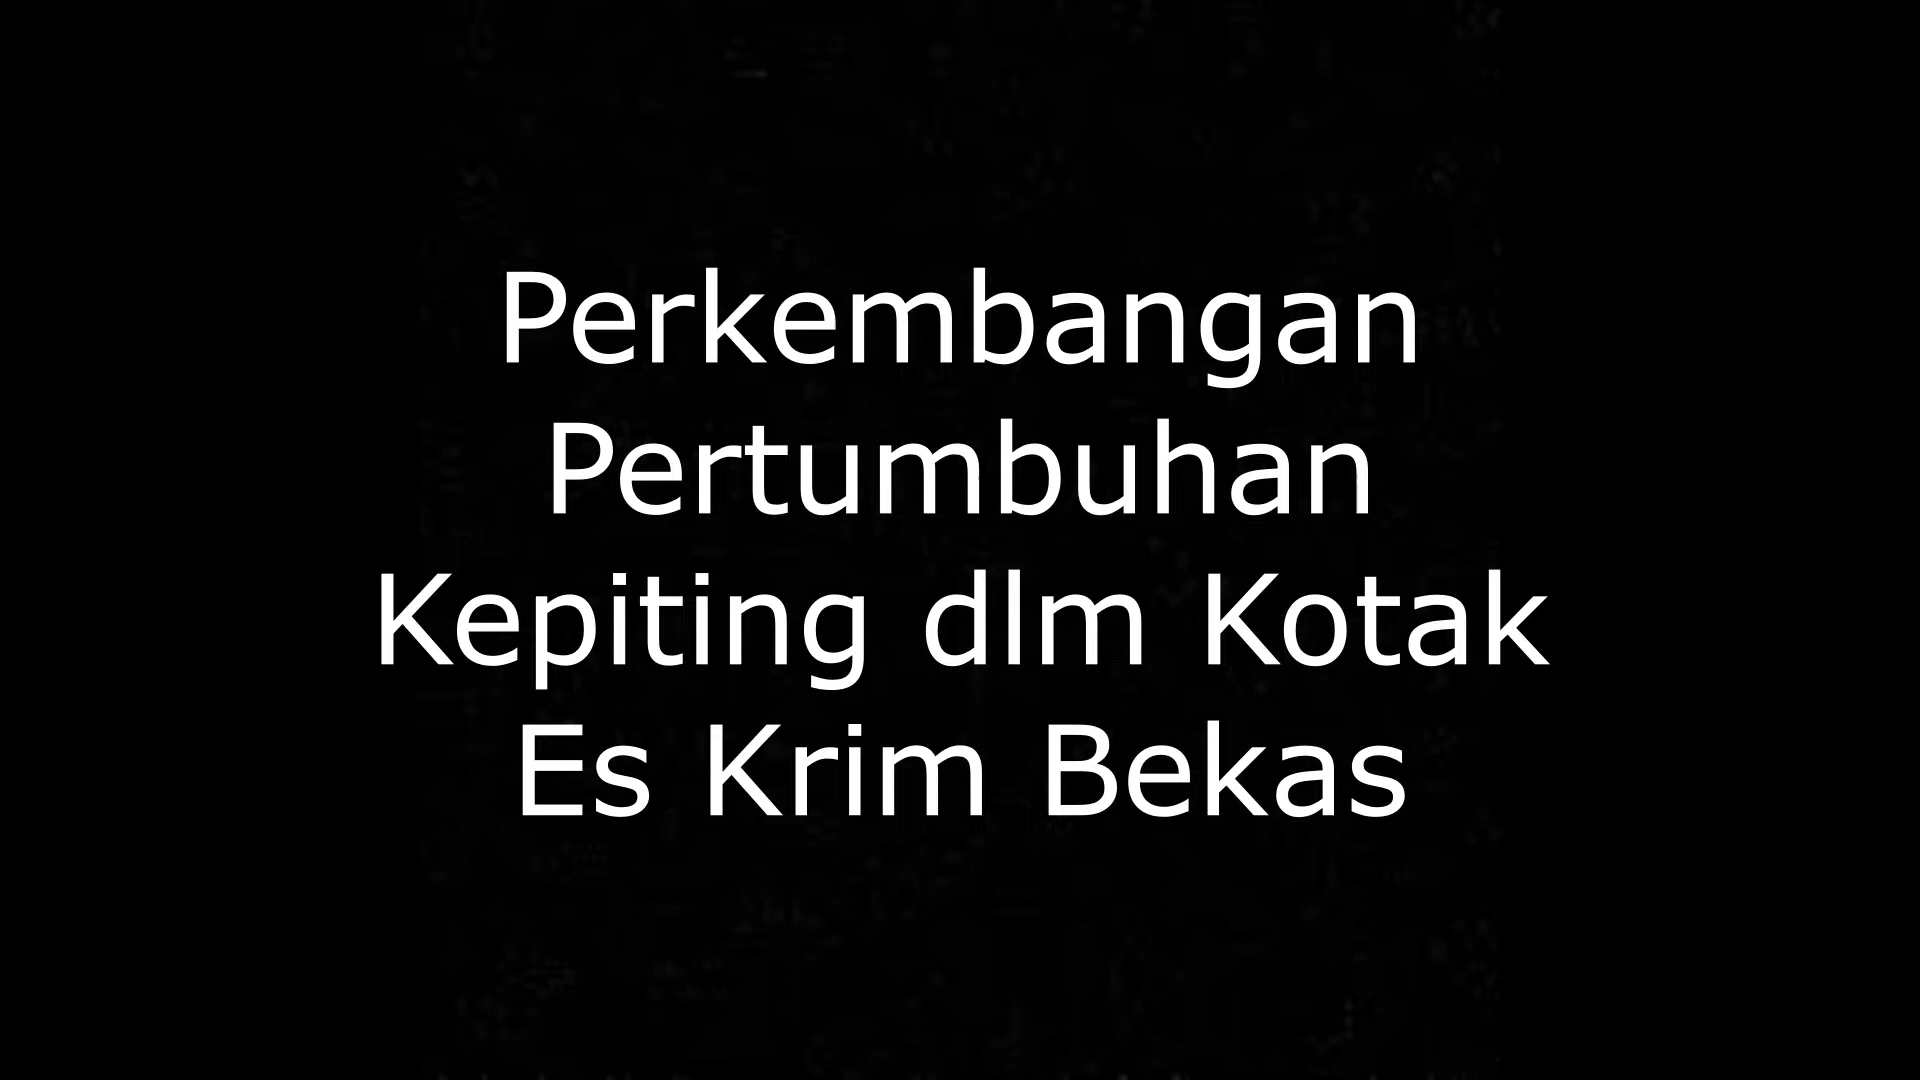 Perkembangan
Pertumbuhan
Kepiting dlm Kotak
Es Krim Bekas